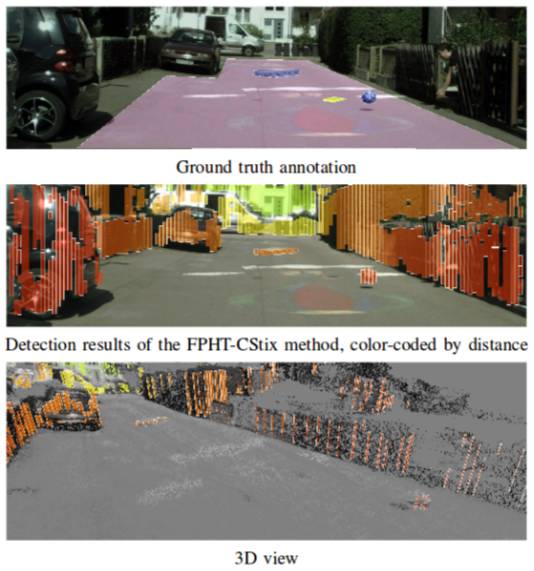 Ground truth annotation
Detection results of the FPHT-CStix method, color-coded by distance
3D view